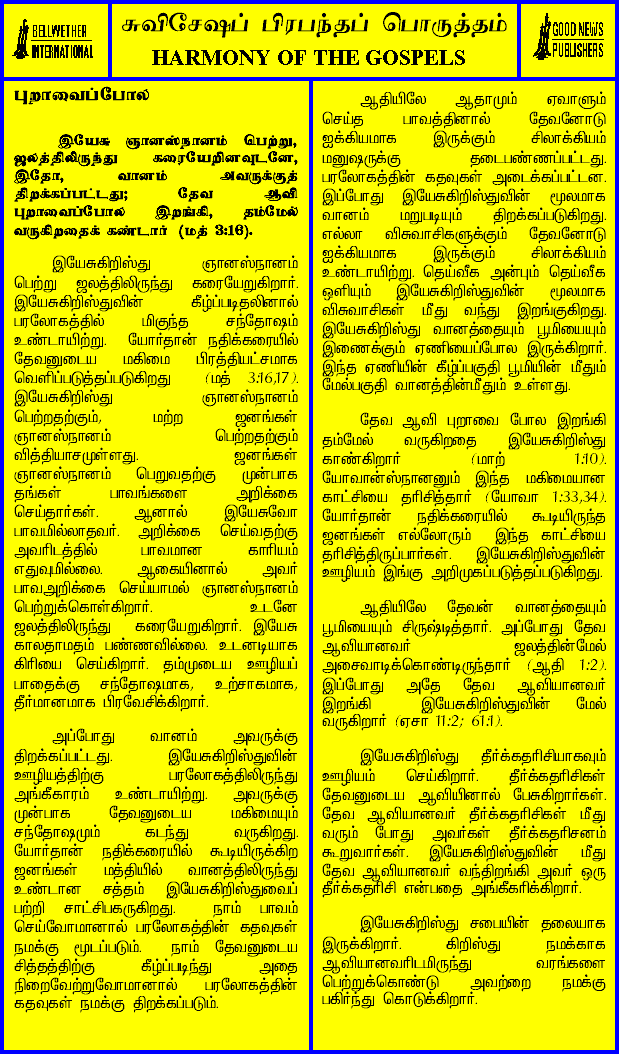 BELLWETHER
INTERNATIONAL
சுவிசேஷப் பிரபந்தப் பொருத்தம்
HARMONY OF THE GOSPELS
GOOD NEWS
PUBLISHERS
புறாவைப்போல
இயேசு ஞானஸ்நானம் பெற்று,
ஜலத்திலிருந்து கரையேறினவுடனே,
இதோ, வானம் அவருக்குத்
திறக்கப்பட்டது; தேவ ஆவி
புறாவைப்போல இறங்கி, தம்மேல்
வருகிறதைக் கண்டார் (மத் 3:16).
இயேசுகிறிஸ்து ஞானஸ்நானம்
பெற்று ஜலத்திலிருந்து கரையேறுகிறார்.
இயேசுகிறிஸ்துவின் கீழ்ப்படிதலினால்
பரலோகத்தில் மிகுந்த சந்தோஷம்
உண்டாயிற்று. யோர்தான் நதிக்கரையில்
தேவனுடைய மகிமை பிரத்தியட்சமாக
வெளிப்படுத்தப்படுகிறது (மத் 3:16,17).
இயேசுகிறிஸ்து ஞானஸ்நானம்
பெற்றதற்கும், மற்ற ஜனங்கள்
ஞானஸ்நானம் பெற்றதற்கும்
வித்தியாசமுள்ளது. ஜனங்கள்
ஞானஸ்நானம் பெறுவதற்கு முன்பாக
தங்கள் பாவங்களை அறிக்கை
செய்தார்கள். ஆனால் இயேசுவோ
பாவமில்லாதவர். அறிக்கை செய்வதற்கு
அவரிடத்தில் பாவமான காரியம்
எதுவுமில்லை. ஆகையினால் அவர்
பாவஅறிக்கை செய்யாமல் ஞானஸ்நானம்
பெற்றுக்கொள்கிறார். உடனே
ஜலத்திலிருந்து கரையேறுகிறார். இயேசு
காலதாமதம் பண்ணவில்லை. உடனடியாக
கிரியை செய்கிறார். தம்முடைய ஊழியப்
பாதைக்கு சந்தோஷமாக, உற்சாகமாக,
தீர்மானமாக பிரவேசிக்கிறார்.
அப்போது வானம் அவருக்கு
திறக்கப்பட்டது. இயேசுகிறிஸ்துவின்
ஊழியத்திற்கு பரலோகத்திலிருந்து
அங்கீகாரம் உண்டாயிற்று. அவருக்கு
முன்பாக தேவனுடைய மகிமையும்
சந்தோஷமும் கடந்து வருகிறது.
யோர்தான் நதிக்கரையில் கூடியிருக்கிற
ஜனங்கள் மத்தியில் வானத்திலிருந்து
உண்டான சத்தம் இயேசுகிறிஸ்துவைப்
பற்றி சாட்சிபகருகிறது. நாம் பாவம்
செய்வோமானால் பரலோகத்தின் கதவுகள்
நமக்கு மூடப்படும். நாம் தேவனுடைய
சித்தத்திற்கு கீழ்ப்படிந்து அதை
நிறைவேற்றுவோமானால் பரலோகத்தின்
கதவுகள் நமக்கு திறக்கப்படும்.
ஆதியிலே ஆதாமும் ஏவாளும்
செய்த பாவத்தினால் தேவனோடு
ஐக்கியமாக இருக்கும் சிலாக்கியம்
மனுஷருக்கு தடைபண்ணப்பட்டது.
பரலோகத்தின் கதவுகள் அடைக்கப்பட்டன.
இப்போது இயேசுகிறிஸ்துவின் மூலமாக
வானம் மறுபடியும் திறக்கப்படுகிறது.
எல்லா விசுவாசிகளுக்கும் தேவனோடு
ஐக்கியமாக இருக்கும் சிலாக்கியம்
உண்டாயிற்று. தெய்வீக அன்பும் தெய்வீக
ஒளியும் இயேசுகிறிஸ்துவின் மூலமாக
விசுவாசிகள் மீது வந்து இறங்குகிறது.
இயேசுகிறிஸ்து வானத்தையும் பூமியையும்
இணைக்கும் ஏணியைப்போல இருக்கிறார்.
இந்த ஏணியின் கீழ்ப்பகுதி பூமியின் மீதும்
மேல்பகுதி வானத்தின்மீதும் உள்ளது.
தேவ ஆவி புறாவை போல இறங்கி
தம்மேல் வருகிறதை இயேசுகிறிஸ்து
காண்கிறார் (மாற் 1:10).
யோவான்ஸ்நானனும் இந்த மகிமையான
காட்சியை தரிசித்தார் (யோவா 1:33,34).
யோர்தான் நதிக்கரையில் கூடியிருந்த
ஜனங்கள் எல்லோரும் இந்த காட்சியை
தரிசித்திருப்பார்கள். இயேசுகிறிஸ்துவின்
ஊழியம் இங்கு அறிமுகப்படுத்தப்படுகிறது.
ஆதியிலே தேவன் வானத்தையும்
பூமியையும் சிருஷ்டித்தார். அப்போது தேவ
ஆவியானவர் ஜலத்தின்மேல்
அசைவாடிக்கொண்டிருந்தார் (ஆதி 1:2).
இப்போது அதே தேவ ஆவியானவர்
இறங்கி இயேசுகிறிஸ்துவின் மேல்
வருகிறார் (ஏசா 11:2; 61:1).
இயேசுகிறிஸ்து தீர்க்கதரிசியாகவும்
ஊழியம் செய்கிறார். தீர்க்கதரிசிகள்
தேவனுடைய ஆவியினால் பேசுகிறார்கள்.
தேவ ஆவியானவர் தீர்க்கதரிசிகள் மீது
வரும் போது அவர்கள் தீர்க்கதரிசனம்
கூறுவார்கள். இயேசுகிறிஸ்துவின் மீது
தேவ ஆவியானவர் வந்திறங்கி அவர் ஒரு
தீர்க்கதரிசி என்பதை அங்கீகரிக்கிறார்.
இயேசுகிறிஸ்து சபையின் தலையாக
இருக்கிறார். கிறிஸ்து நமக்காக
ஆவியானவரிடமிருந்து வரங்களை
பெற்றுக்கொண்டு அவற்றை நமக்கு
பகிர்ந்து கொடுக்கிறார்.